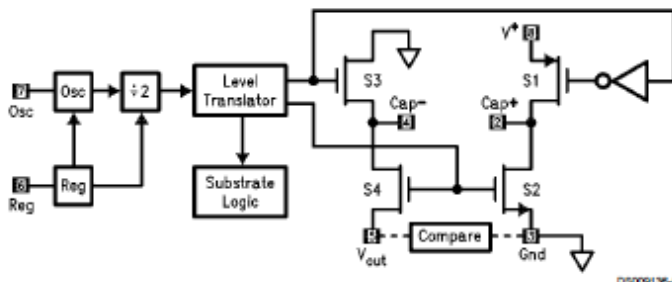 V+
8
S1
S3
Level
Translator
÷2
Osc
7
Osc
Cap-
4
Cap+
2
6
Reg
Reg
Substrate
Logic
S4
S2
5
Vout
Compare
3
Gnd